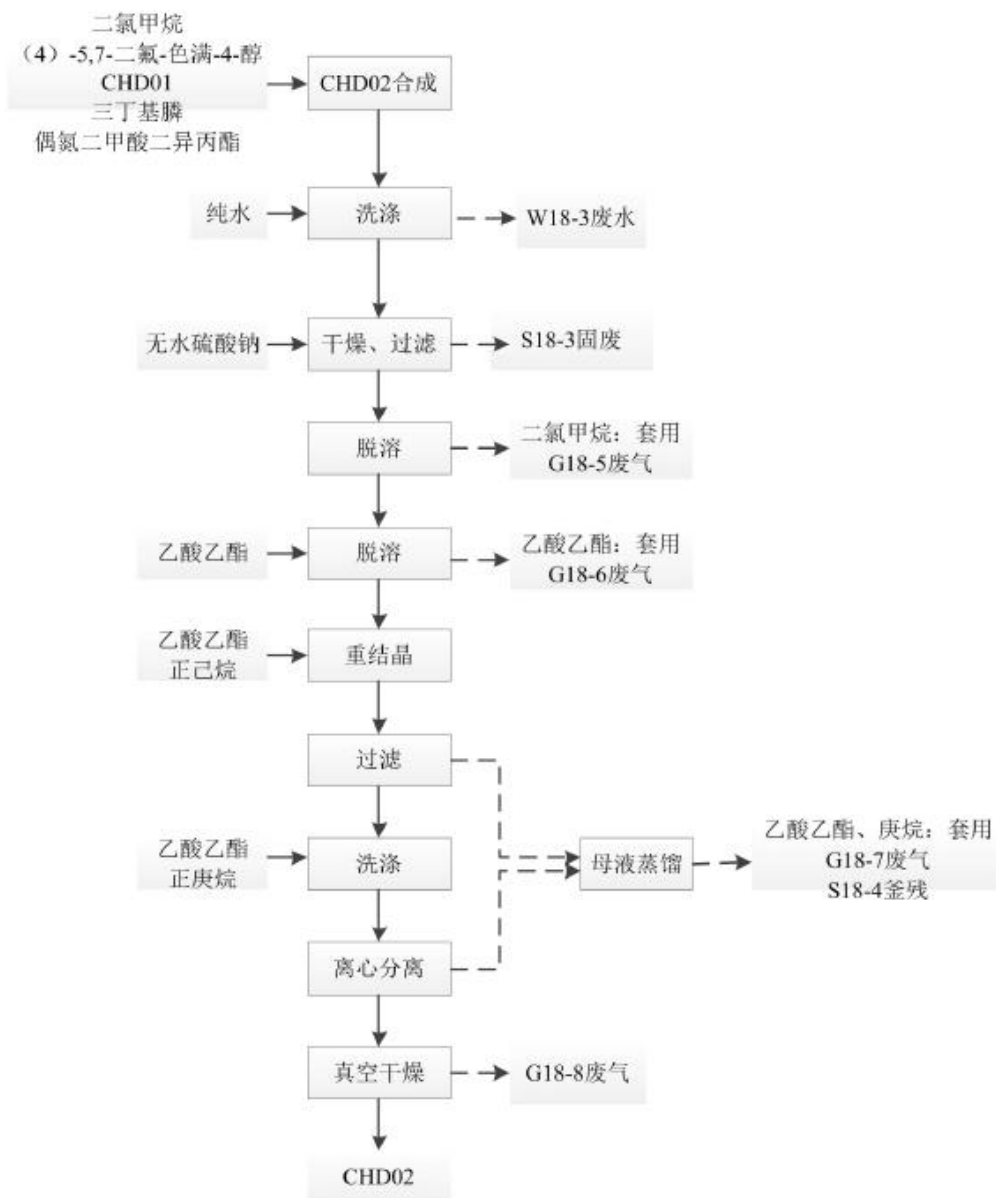 二氯甲烷
（4）-5,7-二氟-色满-4-醇
CHD01
三丁基膦
偶氮二甲酸二异丙酯
CHD02合成
纯水
洗涤
W18-3废水
无水硫酸钠
干燥、过滤
S18-3固废
脱溶
二氯甲烷：套用
G18-5废气
乙酸乙酯
脱溶
乙酸乙酯：套用
G18-6废气
乙酸乙酯
正己烷
重结晶
过滤
乙酸乙酯
正庚烷
洗涤
母液蒸馏
乙酸乙酯、庚烷：套用
G18-7废气
S18-4釜残
离心分离
真空干燥
G18-8废气
CHD02